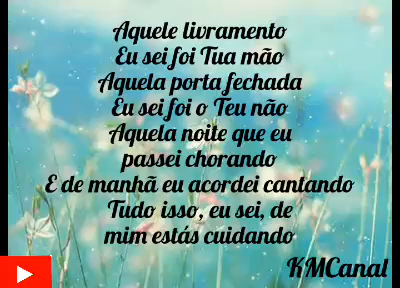 Aquele livramento
Eu sei foi Tua mão
Aquela porta fechada
Eu sei foi o Teu não
Aquela noite que eu
passei chorando
E de manhã eu acordei cantando
Tudo isso, eu sei, de
mim estás cuidando
KMCanal